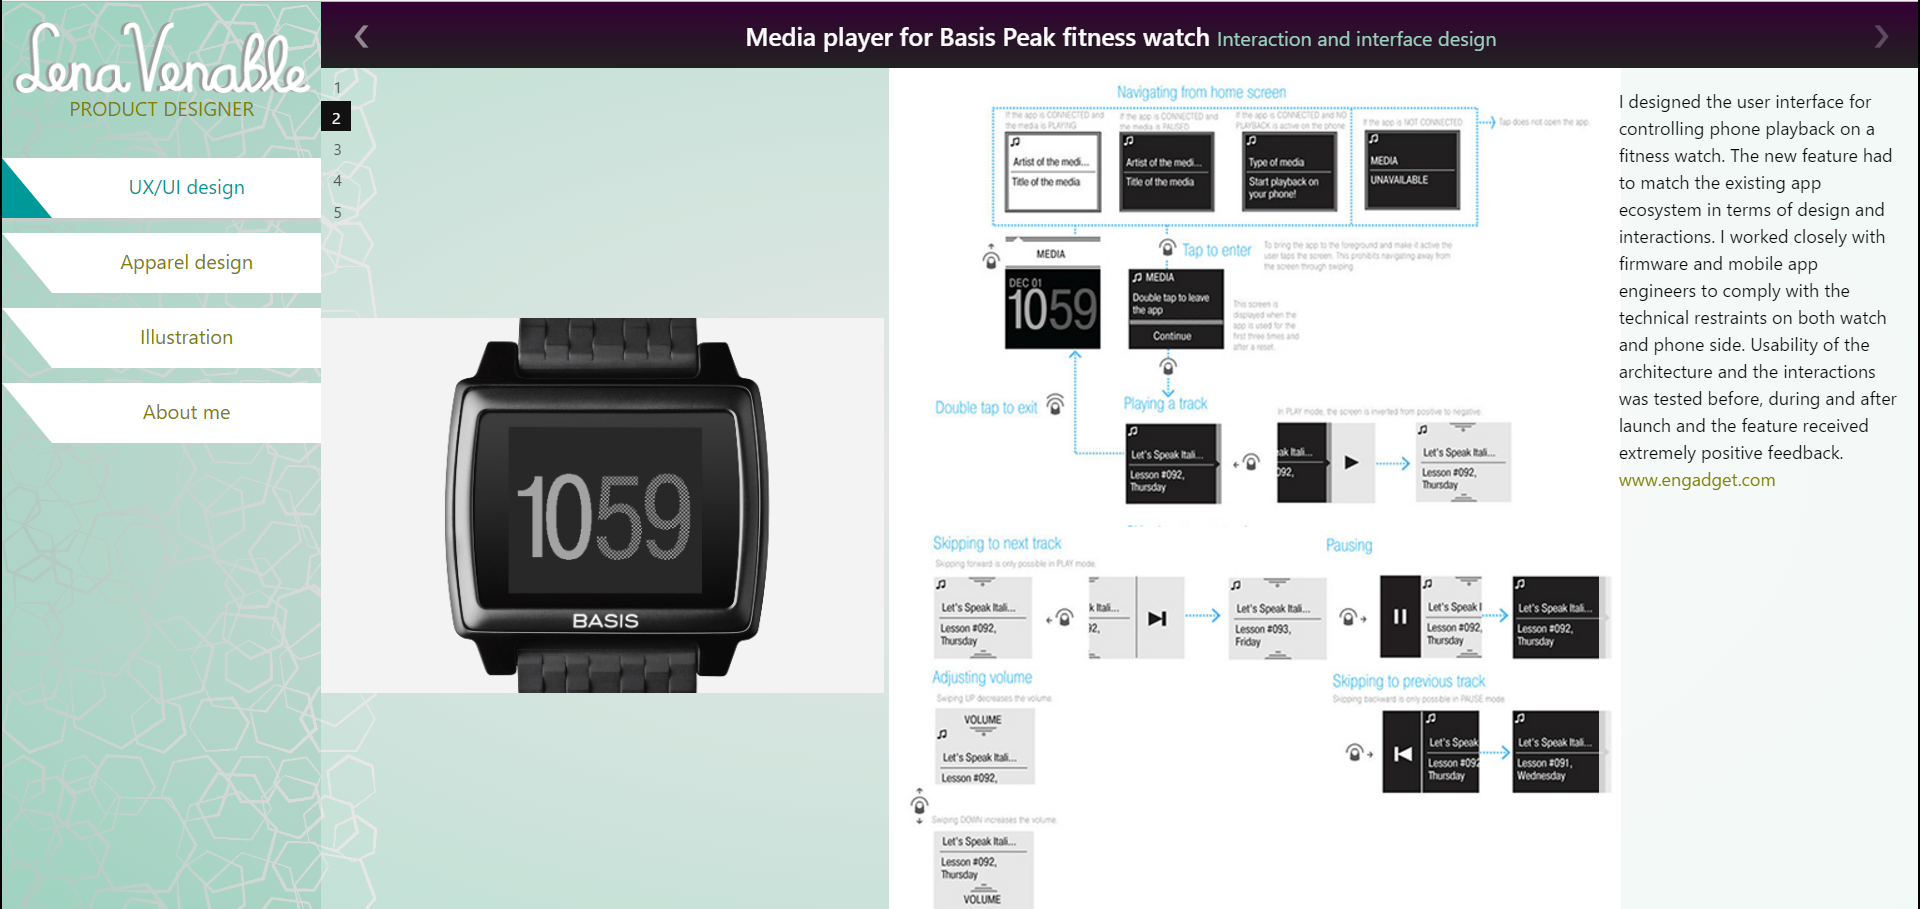 Lena Venable
PRODUCT DESIGNER
UX/UI design
Apparel design
Illustration
About me
Media player for Basis Peak fitness watch Interaction and interface design
1
2
3
4
5
1059
BASIS
Navigating from home screen
If the app is CONNECTED and
the media is PLAYING
If the app is CONNECTED and
the media is PAUSED
If the app is CONNECTED and NO
PLAYBACK is active on the phone
If the app is NOT CONNECTED
Tap does not open the app.
Artist of the medi...
Title of the media
Artist of the medi...
Title of the media
Type of media
Start playback on
your phone!
MEDIA
UNAVAILABLE
MEDIA
DEC 01
1059
Tap to enter
To bring the app to the foreground and make it active the
user taps the screen. This prohibits navigating away from
the screen through swiping.
MEDIA
Double tap to leave
the app
Continue
This screen is
displayed when the
app is used for the
first three times and
after a reset.
Double tap to exit
Playing a track
In PLAY mode, the screen is inverted from positive to negative.
Let's Speak Itali...
Lesson #092,
Thursday
ak Itali...
092,
Let's Speak Itali...
Lesson #092,
Thursday
Skipping to next track
Skipping forward is only possible in PLAY mode.
Let's Speak Itali...
Lesson #092,
Thursday
k Itali...
92,
Let's Speak Itali...
Lesson #093,
Friday
Pausing
Let's Speak I
Lesson #092,
Thursday
Let's Speak Itali...
Lesson #092,
Thursday
Adjusting volume
Swiping UP decreases the volume.
VOLUME
Let's Speak Itali...
Lesson #092,
Swiping DOWN increases the volume.
Let's Speak Itali...
Lesson #092,
Thursday
VOLUME
Skipping to previous track
Skipping backward is only possible in PAUSE mode
Let's Speak
Lesson #092
Thursday
Let's Speak Itali...
Lesson #091,
Wednesday
I designed the user interface for
controlling phone playback on a
fitness watch. The new feature had
to match the existing app
ecosystem in terms of design and
interactions. I worked closely with
firmware and mobile app
engineers to comply with the
technical restraints on both watch
and phone side. Usability of the
architecture and the interactions
was tested before, during and after
launch and the feature received
extremely positive feedback.
www.engadget.com